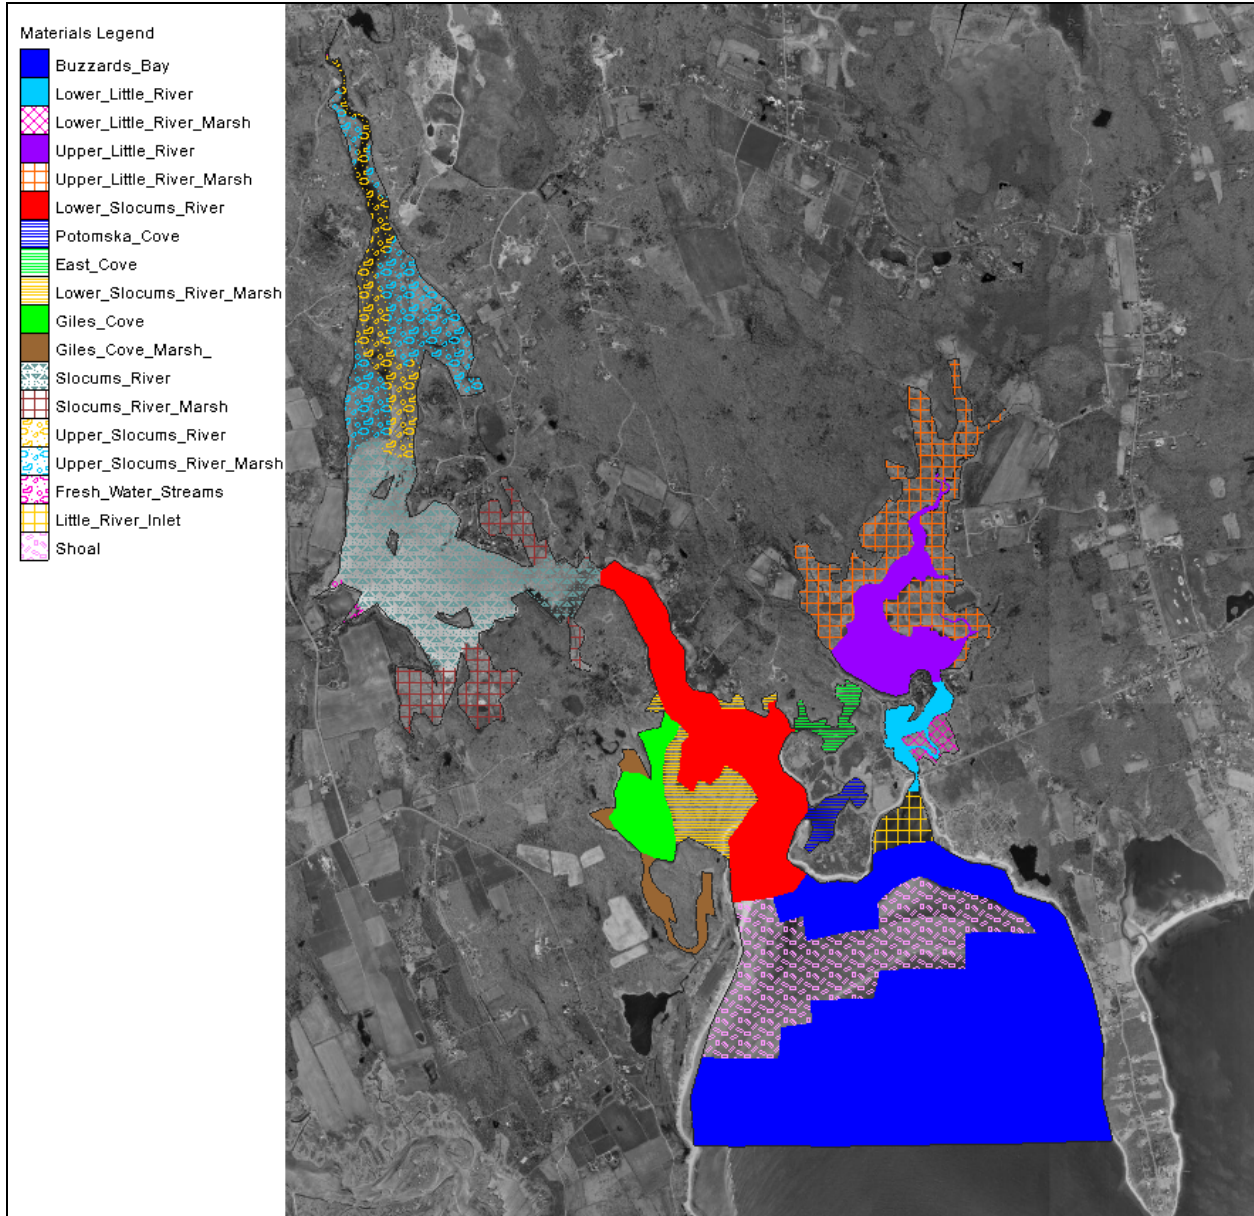 Materials Legend
Buzzards_Bay
Lower_Little_River
Lower_Little_River_Marsh
Upper_Little_River
Upper_Little_River_Marsh
Lower_Slocums_River
Potomska_Cove
East_Cove
Lower_Slocums_River_Marsh
Giles_Cove
Giles_Cove_Marsh_
Slocums_River
Slocums_River_Marsh
Upper_Slocums_River
Upper_Slocums_River_Marsh
Fresh_Water_Streams
Little_River_Inlet
Shoal